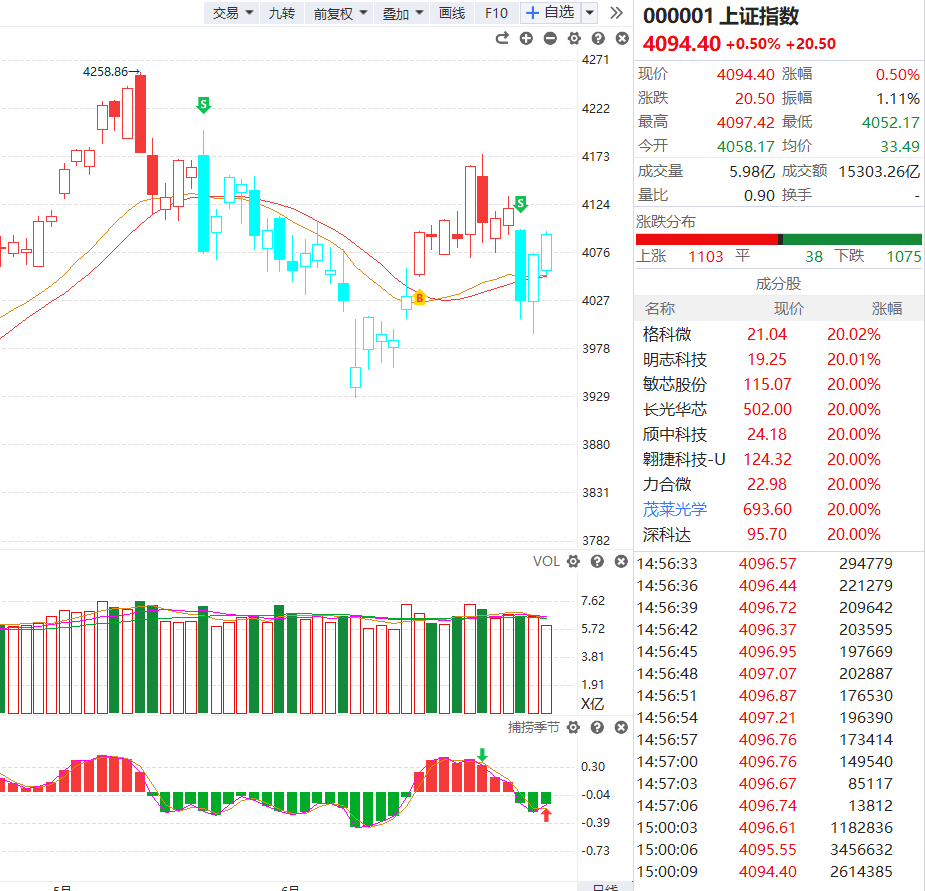 交易 九转 前复权 叠加 画线 F10 + 自选
000001 上证指数
4094.40 +0.50% +20.50
现价 4094.40 涨幅 0.50%
涨跌 20.50 振幅 1.11%
最高 4097.42 最低 4052.17
今开 4058.17 均价 33.49
成交量 5.98亿 成交额 15303.26亿
量比 0.90 换手 -
涨跌分布
上涨 1103 平 38 下跌 1075
成分股
名称 现价 涨幅
格科微 21.04 20.02%
明志科技 19.25 20.01%
敏芯股份 115.07 20.00%
长光华芯 502.00 20.00%
颀中科技 24.18 20.00%
翱捷科技-U 124.32 20.00%
力合微 22.98 20.00%
茂莱光学 693.60 20.00%
深科达 95.70 20.00%
14:56:33 4096.57 294779
14:56:36 4096.44 221279
14:56:39 4096.72 209642
14:56:42 4096.37 203595
14:56:45 4096.95 197669
14:56:48 4097.07 202887
14:56:51 4096.87 176530
14:56:54 4097.21 196390
14:56:57 4096.76 173414
14:57:00 4096.76 149540
14:57:03 4096.67 85117
14:57:06 4096.74 13812
15:00:03 4096.61 1182836
15:00:06 4095.55 3456632
15:00:09 4094.40 2614385
4258.86→
S
S
B
4271
4222
4173
4124
4076
4027
3978
3929
3880
3831
3782
VOL
7.62
5.72
3.81
1.91
X亿
捕捞季节
0.30
-0.04
-0.39
-0.73
5月 6月 日线